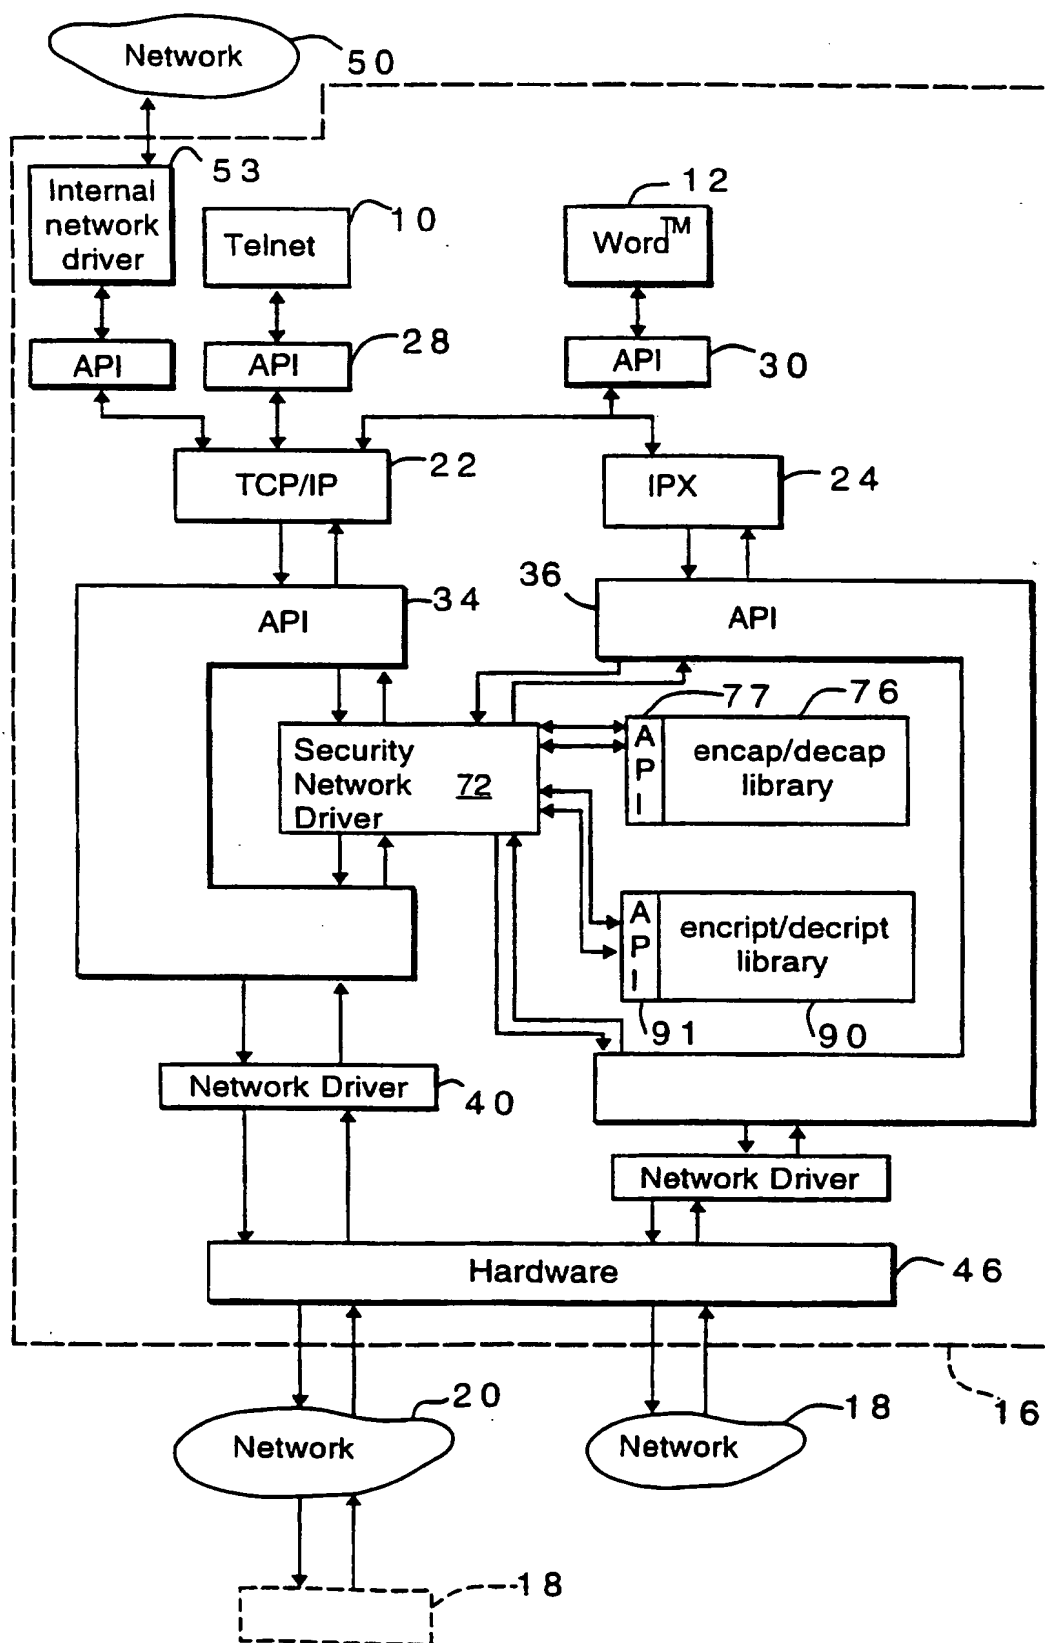 Network
50
53
Internal
network
driver
10
Telnet
12
Word™
API
API
28
API
30
TCP/IP
22
IPX
24
API
34
36
API
Security
Network
Driver
72
77
76
A
P
I
encap/decap
library
A
P
I
encript/decript
library
91
90
Network Driver
40
Network Driver
Hardware
46
16
Network
20
Network
18
18